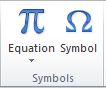 π Ω
Equation Symbol
Symbols